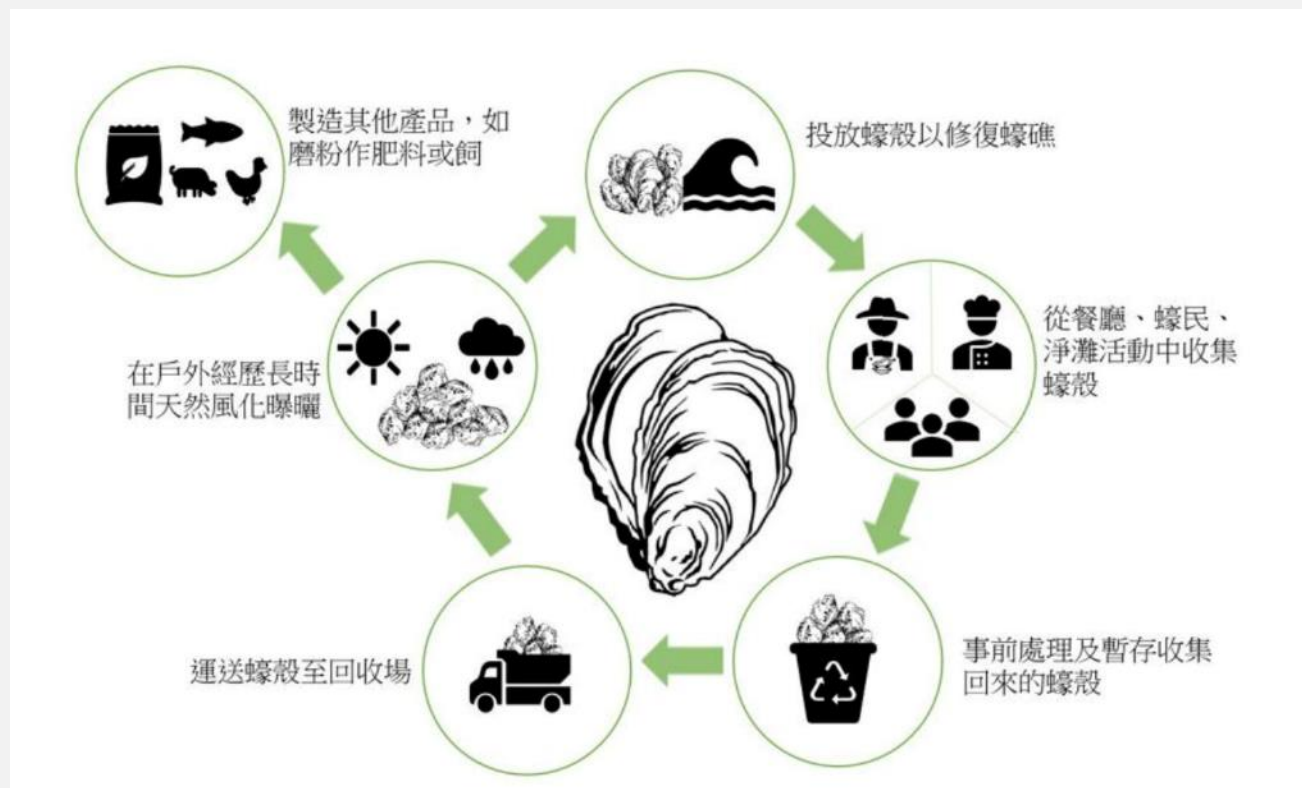 製造其他產品，如
磨粉作肥料或飼
投放蠔殼以修復蠔礁
從餐廳、蠔民、
淨灘活動中收集
蠔殼
在戶外經歷長時
間天然風化曝曬
運送蠔殼至回收場
事前處理及暫存收集
回來的蠔殼